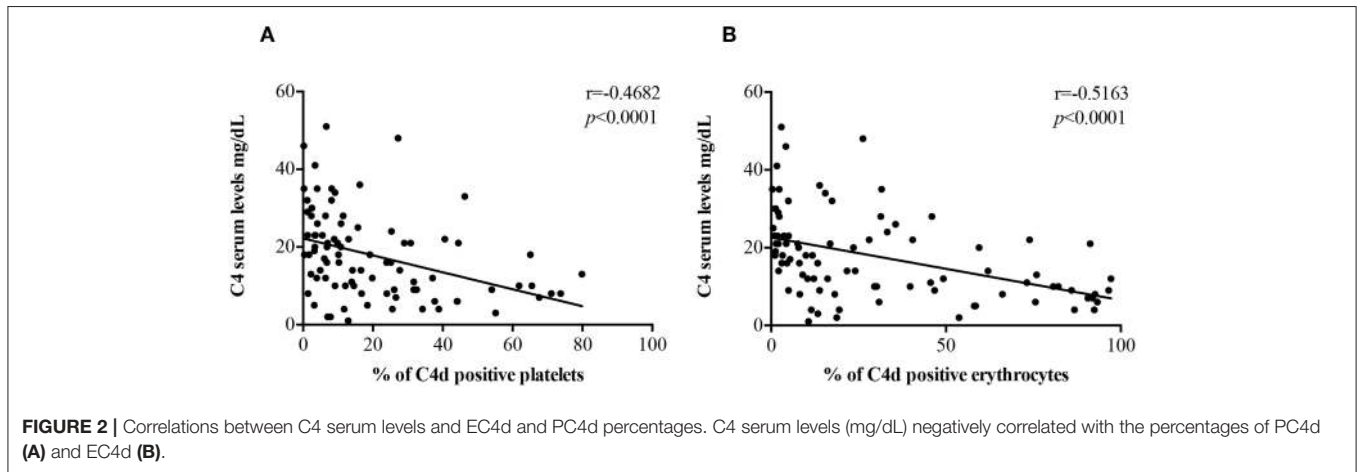 A
r=-0.4682
p<0.0001
C4 serum levels mg/dL
60
40
20
0
0 20 40 60 80 100
% of C4d positive platelets
B
r=-0.5163
p<0.0001
C4 serum levels mg/dL
60
40
20
0
0 50 100
% of C4d positive erythrocytes
FIGURE 2 | Correlations between C4 serum levels and EC4d and PC4d percentages. C4 serum levels (mg/dL) negatively correlated with the percentages of PC4d
(A) and EC4d (B).